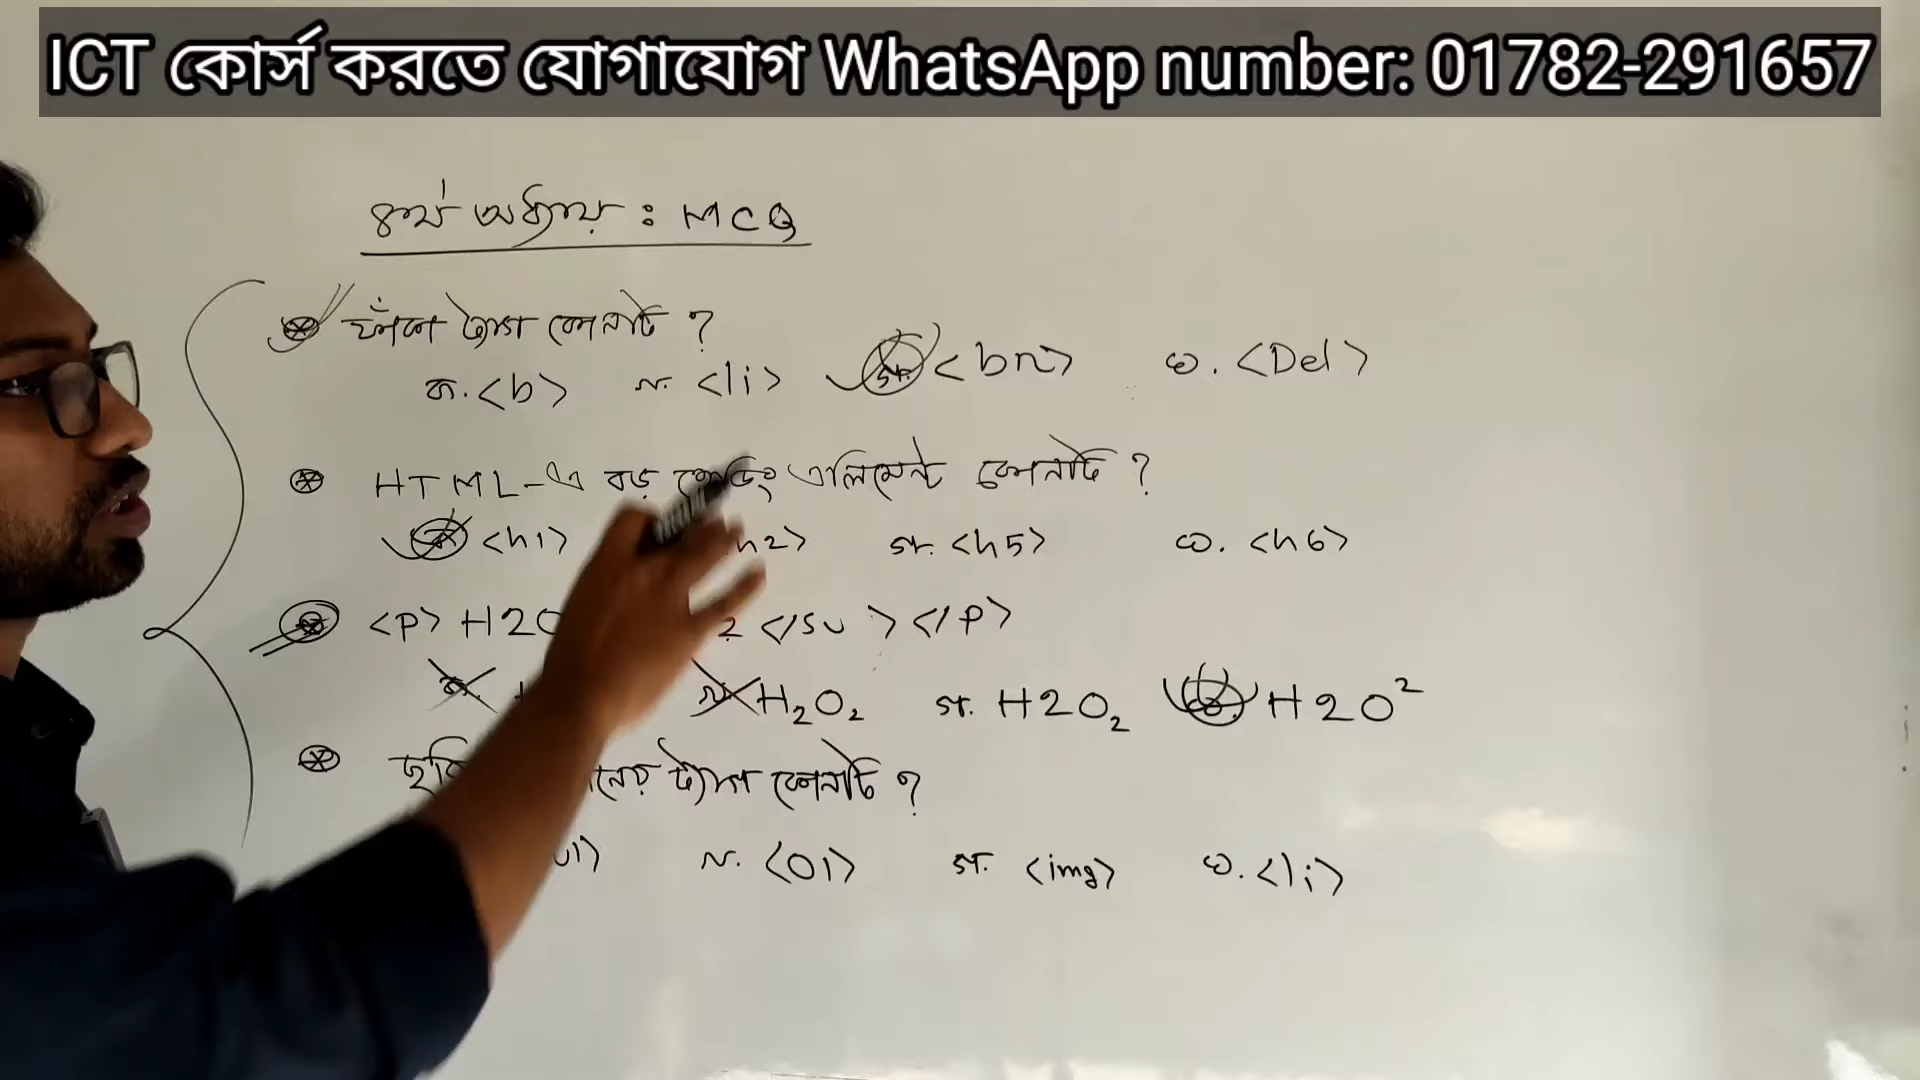 ICT কোর্স করতে যোগাযোগ WhatsApp number: 01782-291657
৪র্থ অধ্যায় : MCQ
ফাঁকা ট্যাগ কোনটি ?
ক. <b> খ. <li> গ. <br> ঘ. <Del>
HTML-এ বড় হেডিং এলিমেন্ট কোনটি ?
ক. <h1> h2> গ. <h5> ঘ. <h6>
<P> H2O 2 </su > </P>
ক. খ. H₂O₂ গ. H2O₂ ঘ. H2O²
ট্যাগ কোনটি ?
খ. <Ol> গ. <img> ঘ. <li>